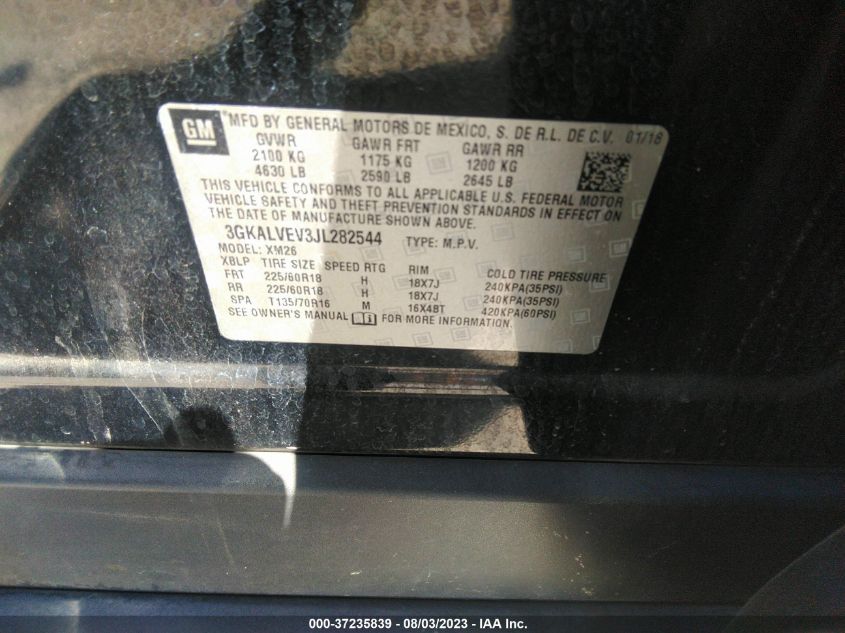 GM
MFD BY GENERAL MOTORS DE MEXICO, S. DE R.L. DE C.V. 01/18
GVWR GAWR FRT GAWR RR
2100 KG 1175 KG 1200 KG
4630 LB 2590 LB 2645 LB
THIS VEHICLE CONFORMS TO ALL APPLICABLE U.S. FEDERAL MOTOR
VEHICLE SAFETY AND THEFT PREVENTION STANDARDS IN EFFECT ON
THE DATE OF MANUFACTURE SHOWN ABOVE.
3GKALVEV3JL282544 TYPE: M.P.V.
MODEL: XM26
XBLP TIRE SIZE SPEED RTG RIM COLD TIRE PRESSURE
FRT 225/60R18 H 18X7J 240KPA(35PSI)
RR 225/60R18 H 18X7J 240KPA(35PSI)
SPA T135/70R16 M 16X4BT 420KPA(60PSI)
SEE OWNER'S MANUAL FOR MORE INFORMATION.
000-37235839 - 08/03/2023 - IAA Inc.